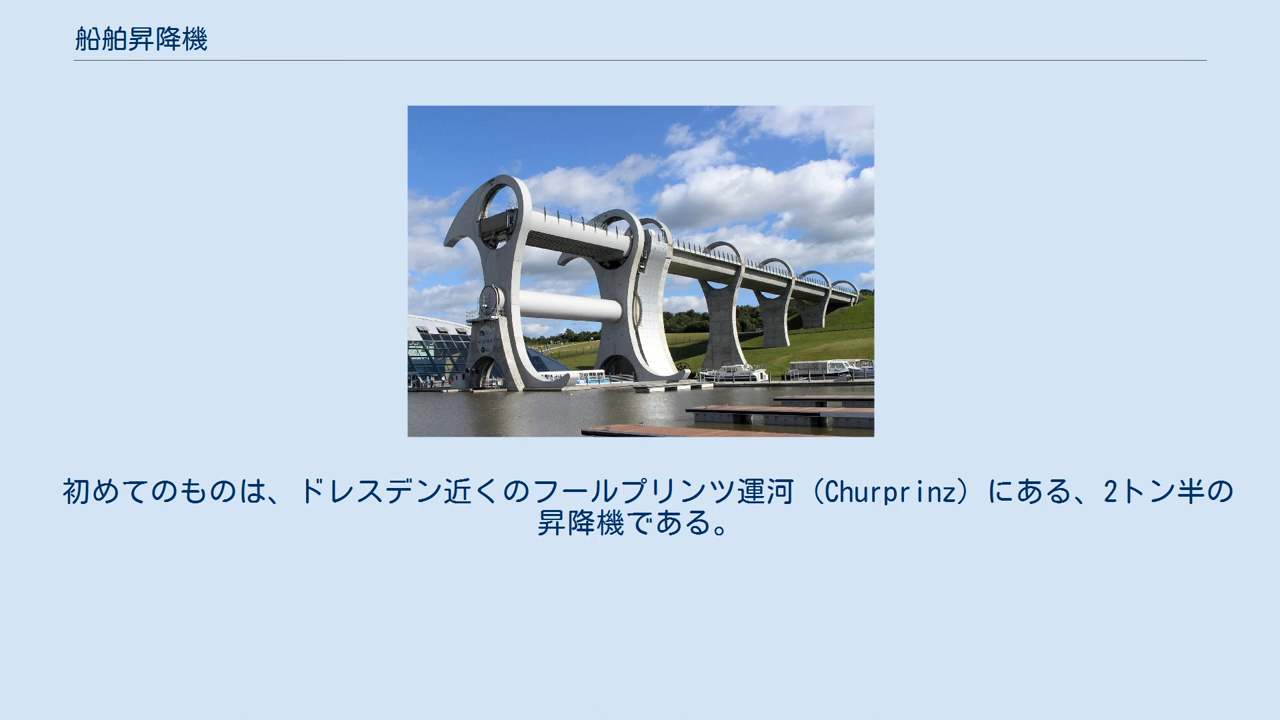 船舶昇降機
初めてのものは、ドレスデン近くのフールプリンツ運河（Churprinz）にある、2トン半の
昇降機である。